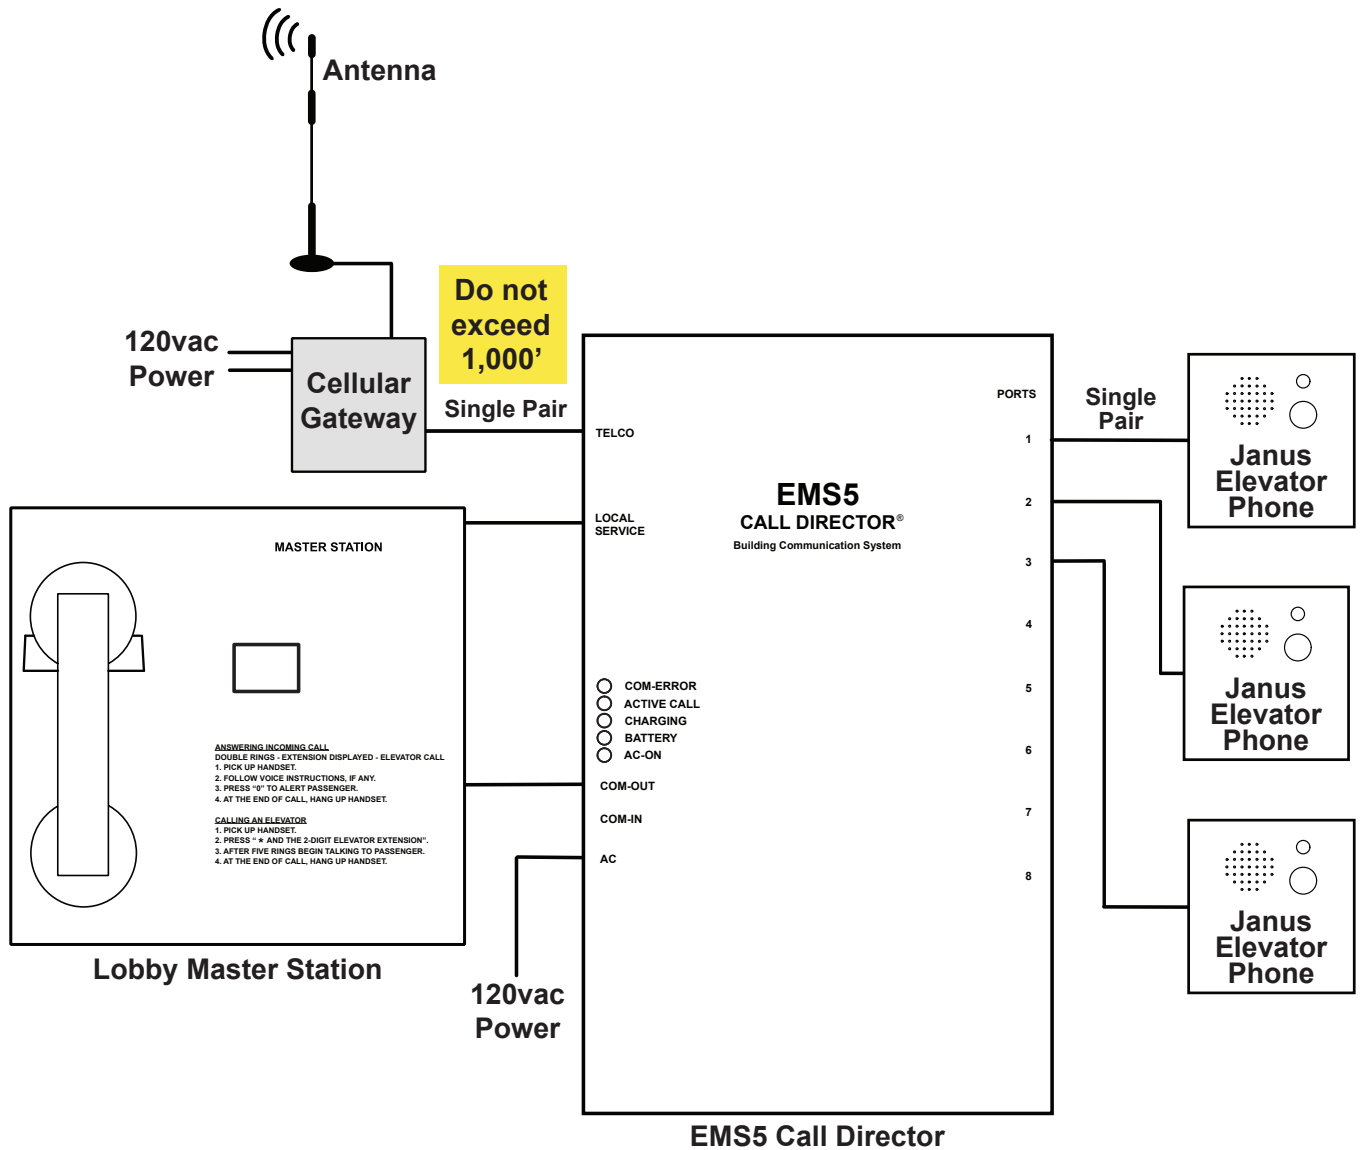 Antenna
120vac
Power
Cellular
Gateway
Do not
exceed
1,000’
Single Pair
TELCO
LOCAL
SERVICE
EMS5
CALL DIRECTOR®
Building Communication System
COM-ERROR
ACTIVE CALL
CHARGING
BATTERY
AC-ON
COM-OUT
COM-IN
AC
PORTS
1
2
3
4
5
6
7
8
Single
Pair
Janus
Elevator
Phone
Janus
Elevator
Phone
Janus
Elevator
Phone
MASTER STATION
ANSWERING INCOMING CALL
DOUBLE RINGS - EXTENSION DISPLAYED - ELEVATOR CALL
1. PICK UP HANDSET.
2. FOLLOW VOICE INSTRUCTIONS, IF ANY.
3. PRESS “0” TO ALERT PASSENGER.
4. AT THE END OF CALL, HANG UP HANDSET.
CALLING AN ELEVATOR
1. PICK UP HANDSET.
2. PRESS “ * AND THE 2-DIGIT ELEVATOR EXTENSION”.
3. AFTER FIVE RINGS BEGIN TALKING TO PASSENGER.
4. AT THE END OF CALL, HANG UP HANDSET.
Lobby Master Station
120vac
Power
EMS5 Call Director